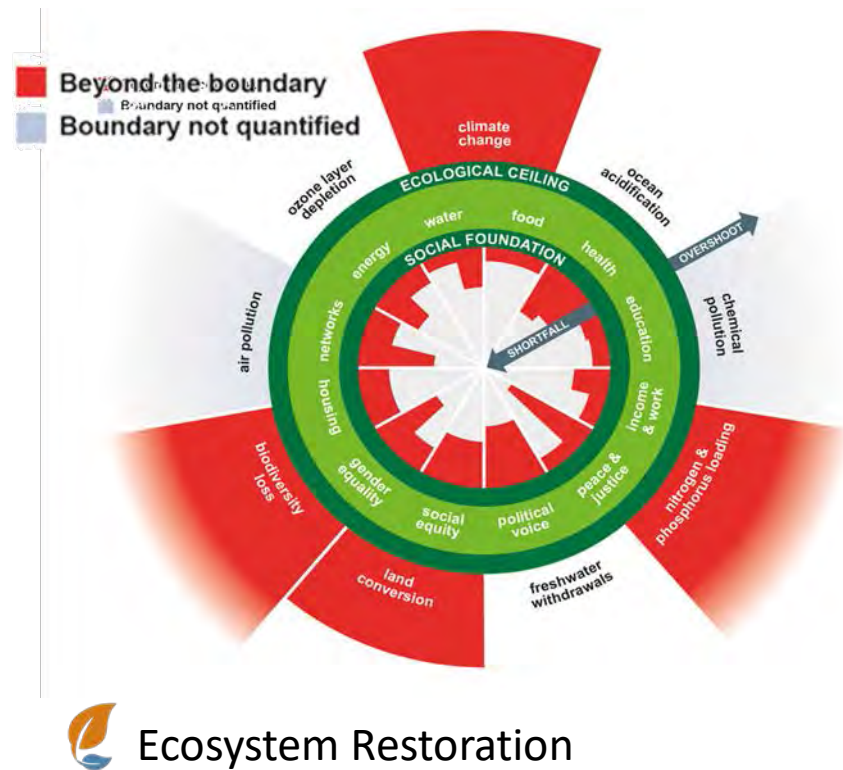 Beyond the boundary
Boundary not quantified
Boundary not quantified
climate
change
ECOLOGICAL CEILING
ozone layer
depletion
ocean
acidification
water
food
SOCIAL FOUNDATION
energy
health
OVERSHOOT
air pollution
networks
SHORTFALL
education
chemical
pollution
housing
income
& work
biodiversity
loss
gender
equality
social
equity
political
voice
peace &
justice
nitrogen &
phosphorus loading
land
conversion
freshwater
withdrawals
Ecosystem Restoration